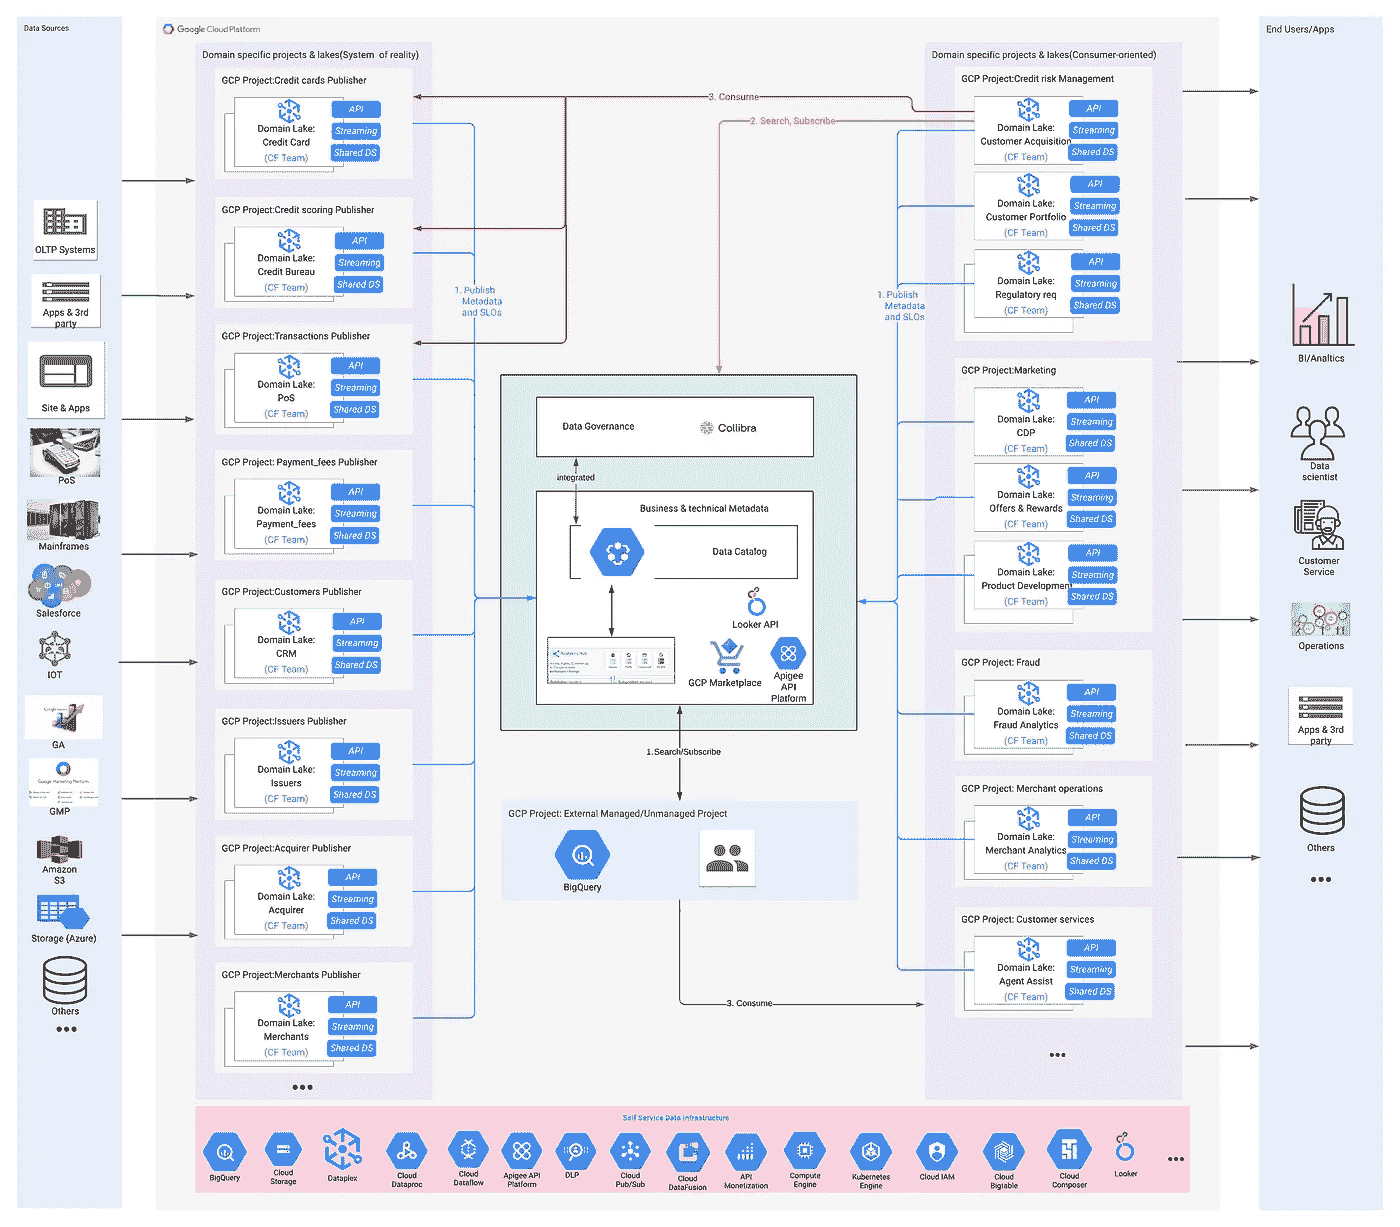 Data Sources
OLTP Systems
Apps & 3rd
party
Site & Apps
PoS
Mainframes
Salesforce
IOT
GA
Google Marketing Platform
GMP
Amazon
S3
Storage (Azure)
Others
Google Cloud Platform
Domain specific projects & lakes(System of reality)
GCP Project:Credit cards Publisher
Domain Lake:
Credit Card
(CF Team)
API
Streaming
Shared DS
GCP Project:Credit scoring Publisher
Domain Lake:
Credit Bureau
(CF Team)
API
Streaming
Shared DS
GCP Project:Transactions Publisher
Domain Lake:
PoS
(CF Team)
API
Streaming
Shared DS
GCP Project: Payment_fees Publisher
Domain Lake:
Payment_fees
(CF Team)
API
Streaming
Shared DS
GCP Project:Customers Publisher
Domain Lake:
CRM
(CF Team)
API
Streaming
Shared DS
GCP Project:Issuers Publisher
Domain Lake:
Issuers
(CF Team)
API
Streaming
Shared DS
GCP Project:Acquirer Publisher
Domain Lake:
Acquirer
(CF Team)
API
Streaming
Shared DS
GCP Project:Merchants Publisher
Domain Lake:
Merchants
(CF Team)
API
Streaming
Shared DS
3. Consume
2. Search, Subscribe
1. Publish
Metadata
and SLOs
1. Publish
Metadata
and SLOs
Data Governance
Collibra
integrated
Business & technical Metadata
Data Catalog
Looker API
Analytics Hub
GCP Marketplace
Apigee
API
Platform
1.Search/Subscribe
GCP Project: External Managed/Unmanaged Project
BigQuery
3. Consume
Domain specific projects & lakes(Consumer-oriented)
GCP Project:Credit risk Management
Domain Lake:
Customer Acquisition
(CF Team)
API
Streaming
Shared DS
Domain Lake:
Customer Portfolio
(CF Team)
API
Streaming
Shared DS
Domain Lake:
Regulatory req
(CF Team)
API
Streaming
Shared DS
GCP Project:Marketing
Domain Lake:
CDP
(CF Team)
API
Streaming
Shared DS
Domain Lake:
Offers & Rewards
(CF Team)
API
Streaming
Shared DS
Domain Lake:
Product Development
(CF Team)
API
Streaming
Shared DS
GCP Project: Fraud
Domain Lake:
Fraud Analytics
(CF Team)
API
Streaming
Shared DS
GCP Project: Merchant operations
Domain Lake:
Merchant Analytics
(CF Team)
API
Streaming
Shared DS
GCP Project: Customer services
Domain Lake:
Agent Assist
(CF Team)
API
Streaming
Shared DS
End Users/Apps
BI/Analtics
Data
scientist
Customer
Service
Operations
Apps & 3rd
party
Others
Self Service Data Infrastructure
BigQuery
Cloud
Storage
Dataplex
Cloud
Dataproc
Cloud
Dataflow
Apigee API
Platform
DLP
Cloud
Pub/Sub
Cloud
DataFusion
API
Monetization
Compute
Engine
Kubernetes
Engine
Cloud IAM
Cloud
Bigtable
Cloud
Composer
Looker